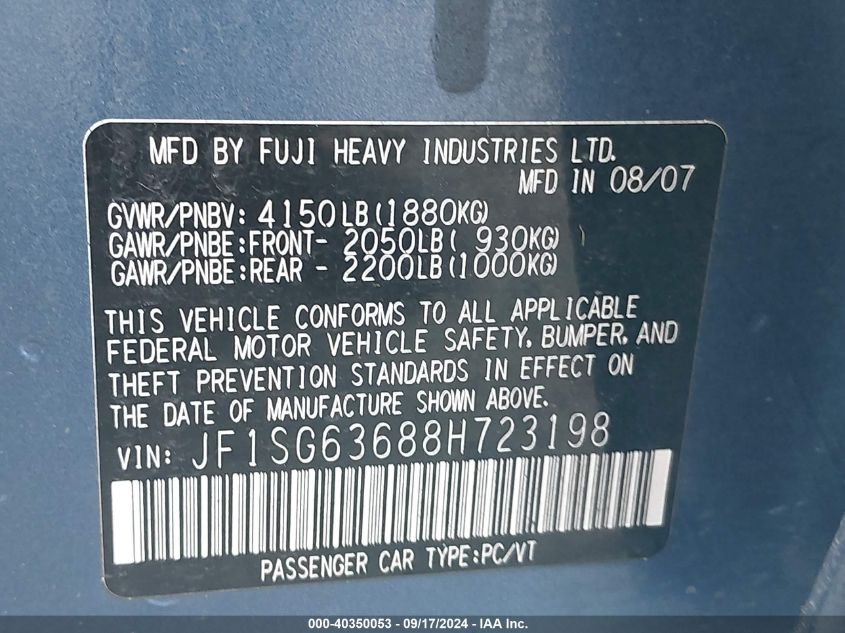 MFD BY FUJI HEAVY INDUSTRIES LTD.
MFD IN 08/07
GVWR/PNBV: 4150LB(1880KG)
GAWR/PNBE:FRONT- 2050LB( 930KG)
GAWR/PNBE:REAR - 2200LB(1000KG)
THIS VEHICLE CONFORMS TO ALL APPLICABLE
FEDERAL MOTOR VEHICLE SAFETY, BUMPER, AND
THEFT PREVENTION STANDARDS IN EFFECT ON
THE DATE OF MANUFACTURE SHOWN ABOVE.
VIN: JF1SG63688H723198
PASSENGER CAR TYPE:PC/VT
000-40350053 - 09/17/2024 - IAA Inc.